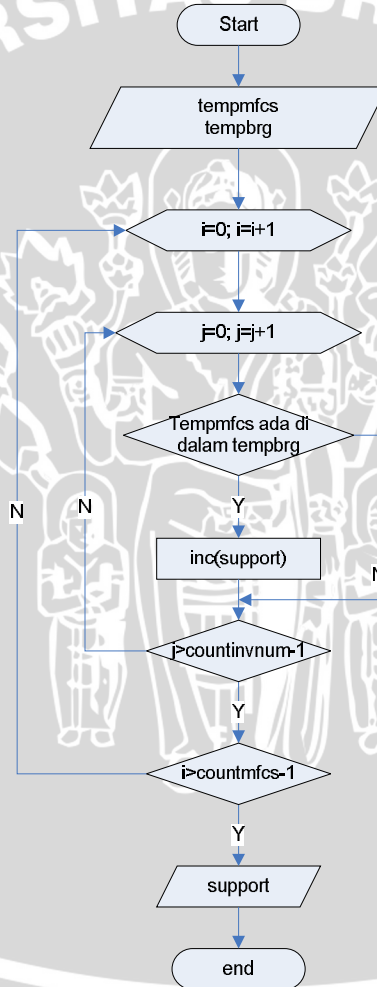 Start
tempmfcs
tempbrg
i=0; i=i+1
j=0; j=j+1
Tempmfcs ada di
dalam tempbrg
Y
N
N
inc(support)
N
j>countinvnum-1
Y
i>countmfcs-1
Y
support
end